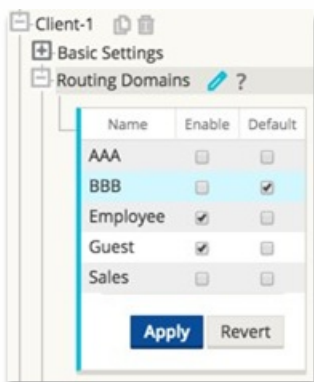 Client-1
Basic Settings
Routing Domains ?
Name Enable Default
AAA
BBB
Employee
Guest
Sales
Apply Revert